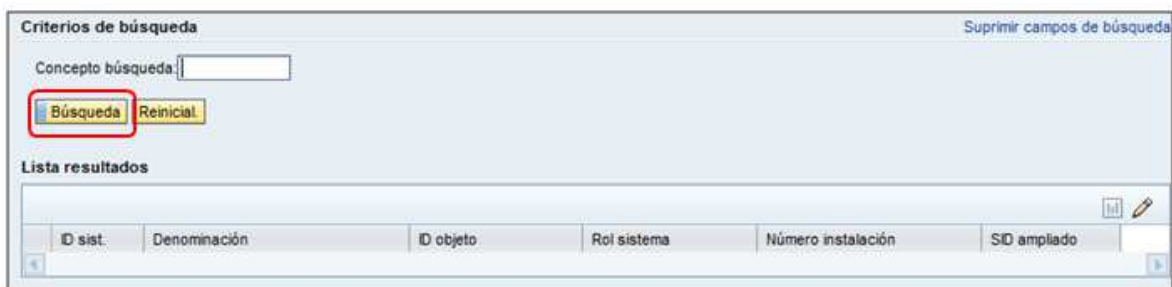 Criterios de búsqueda Suprimir campos de búsqueda
Concepto búsqueda:
Búsqueda Reinicial.
Lista resultados
ID sist. Denominación ID objeto Rol sistema Número instalación SID ampliado